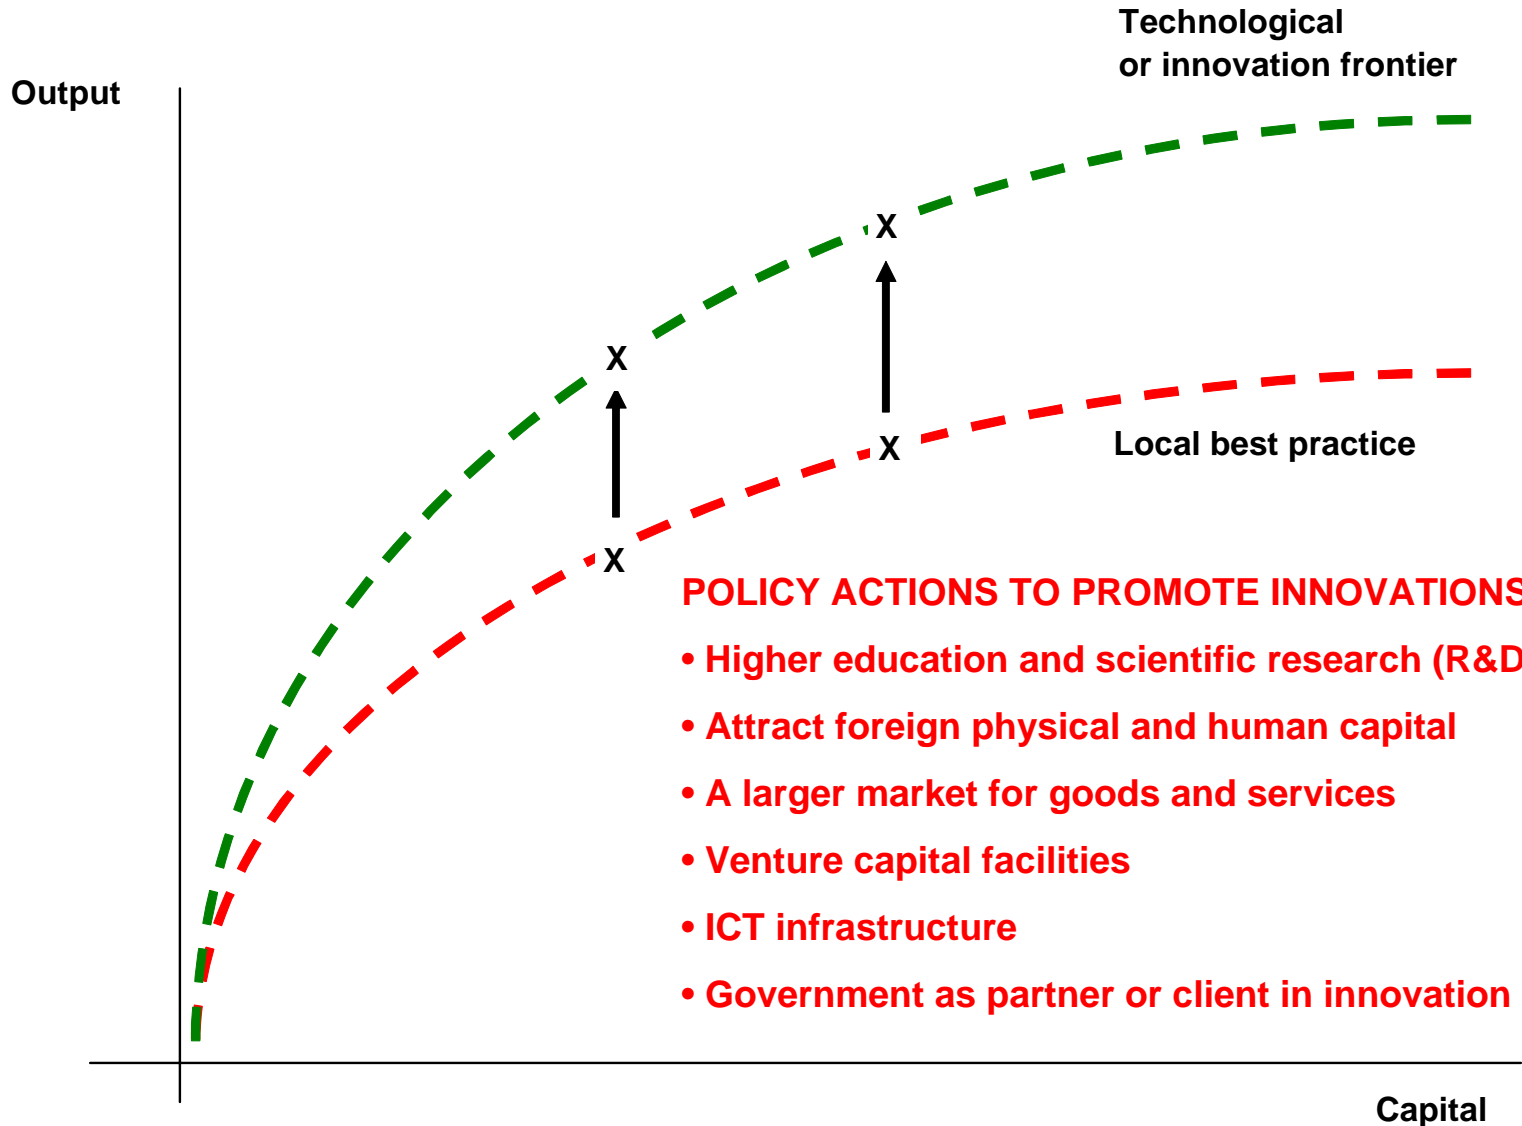 Technological
or innovation frontier
Output
X
X
X
X
Local best practice
POLICY ACTIONS TO PROMOTE INNOVATIONS
• Higher education and scientific research (R&D
• Attract foreign physical and human capital
• A larger market for goods and services
• Venture capital facilities
• ICT infrastructure
• Government as partner or client in innovation
Capital